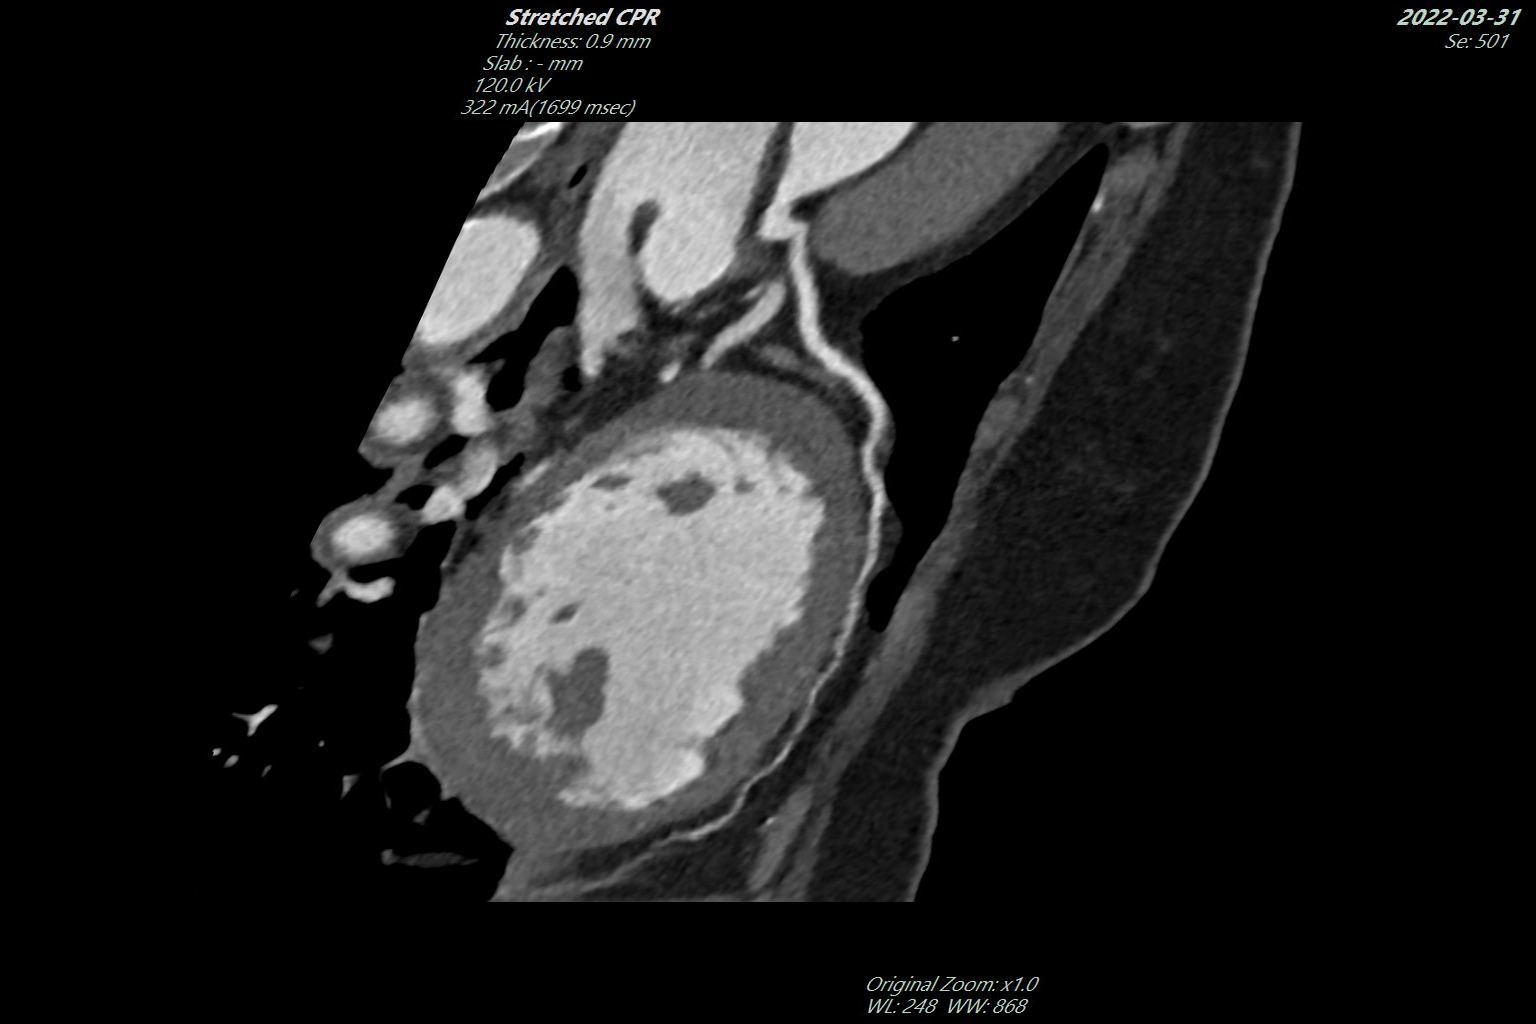 Stretched CPR
Thickness: 0.9 mm
Slab : - mm
120.0 kV
322 mA(1699 msec)
2022-03-31
Se: 501
Original Zoom: x1.0
WL: 248 WW: 868